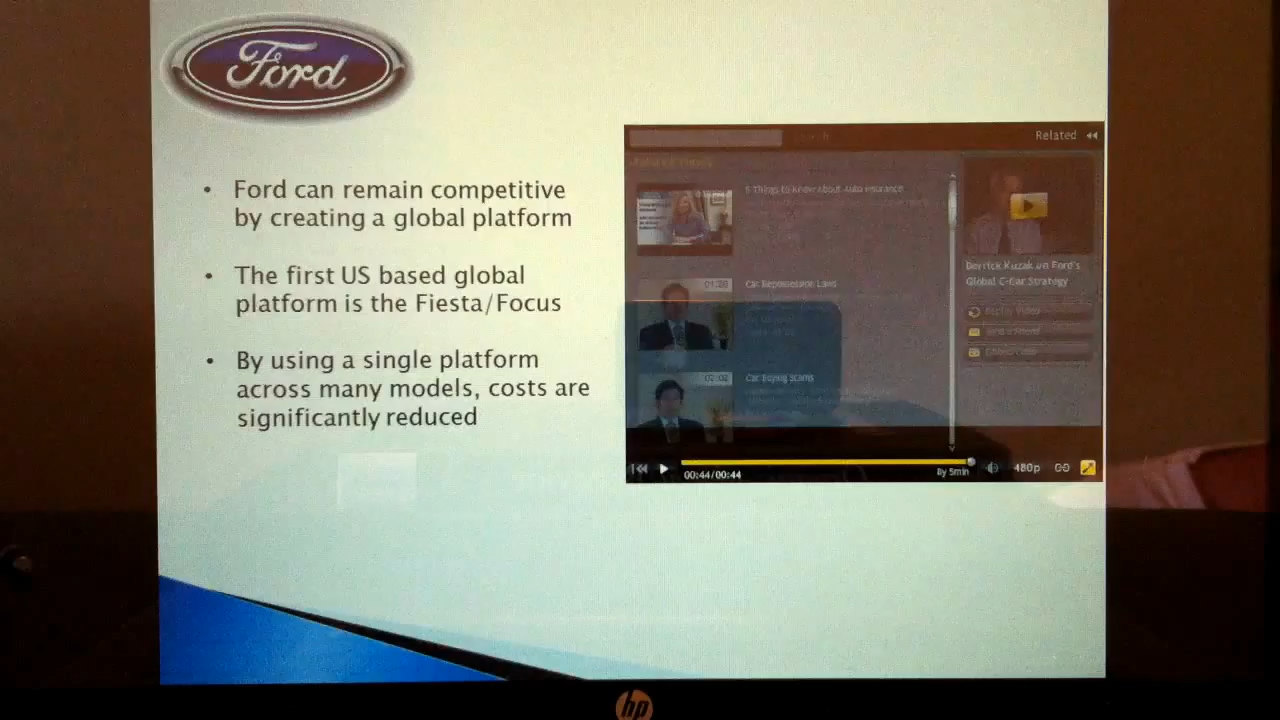 Ford
• Ford can remain competitive
by creating a global platform
• The first US based global
platform is the Fiesta/Focus
• By using a single platform
across many models, costs are
significantly reduced
Related
5 Things to Know About Auto Insurance
01:20
Car Repossession Laws
02:02
Car Buying Scams
Derrick Kuzak on Ford's
Global C-Car Strategy
Replay Video
00:44/00:44
By 5min
480p
hp